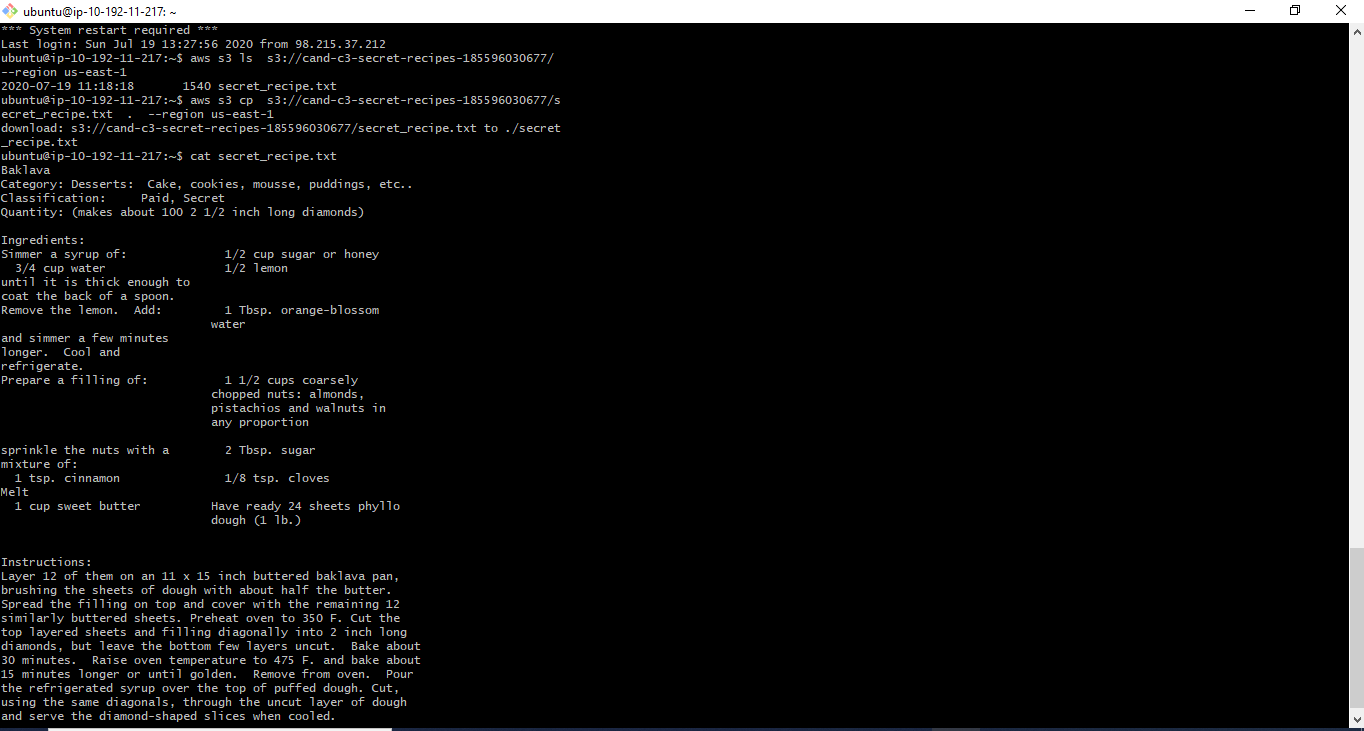 ubuntu@ip-10-192-11-217: ~
*** System restart required ***
Last login: Sun Jul 19 13:27:56 2020 from 98.215.37.212
ubuntu@ip-10-192-11-217:~$ aws s3 ls  s3://cand-c3-secret-recipes-185596030677/
--region us-east-1
2020-07-19 11:18:18       1540 secret_recipe.txt
ubuntu@ip-10-192-11-217:~$ aws s3 cp  s3://cand-c3-secret-recipes-185596030677/s
ecret_recipe.txt  .  --region us-east-1
download: s3://cand-c3-secret-recipes-185596030677/secret_recipe.txt to ./secret
_recipe.txt
ubuntu@ip-10-192-11-217:~$ cat secret_recipe.txt
Baklava
Category: Desserts:  Cake, cookies, mousse, puddings, etc..
Classification:     Paid, Secret
Quantity: (makes about 100 2 1/2 inch long diamonds)
Ingredients:
Simmer a syrup of:              1/2 cup sugar or honey
  3/4 cup water                 1/2 lemon
until it is thick enough to
coat the back of a spoon.
Remove the lemon.  Add:         1 Tbsp. orange-blossom
                              water
and simmer a few minutes
longer.  Cool and
refrigerate.
Prepare a filling of:           1 1/2 cups coarsely
                              chopped nuts: almonds,
                              pistachios and walnuts in
                              any proportion
sprinkle the nuts with a        2 Tbsp. sugar
mixture of:
  1 tsp. cinnamon               1/8 tsp. cloves
Melt
  1 cup sweet butter          Have ready 24 sheets phyllo
                              dough (1 lb.)
Instructions:
Layer 12 of them on an 11 x 15 inch buttered baklava pan,
brushing the sheets of dough with about half the butter.
Spread the filling on top and cover with the remaining 12
similarly buttered sheets. Preheat oven to 350 F. Cut the
top layered sheets and filling diagonally into 2 inch long
diamonds, but leave the bottom few layers uncut.  Bake about
30 minutes.  Raise oven temperature to 475 F. and bake about
15 minutes longer or until golden.  Remove from oven.  Pour
the refrigerated syrup over the top of puffed dough. Cut,
using the same diagonals, through the uncut layer of dough
and serve the diamond-shaped slices when cooled.